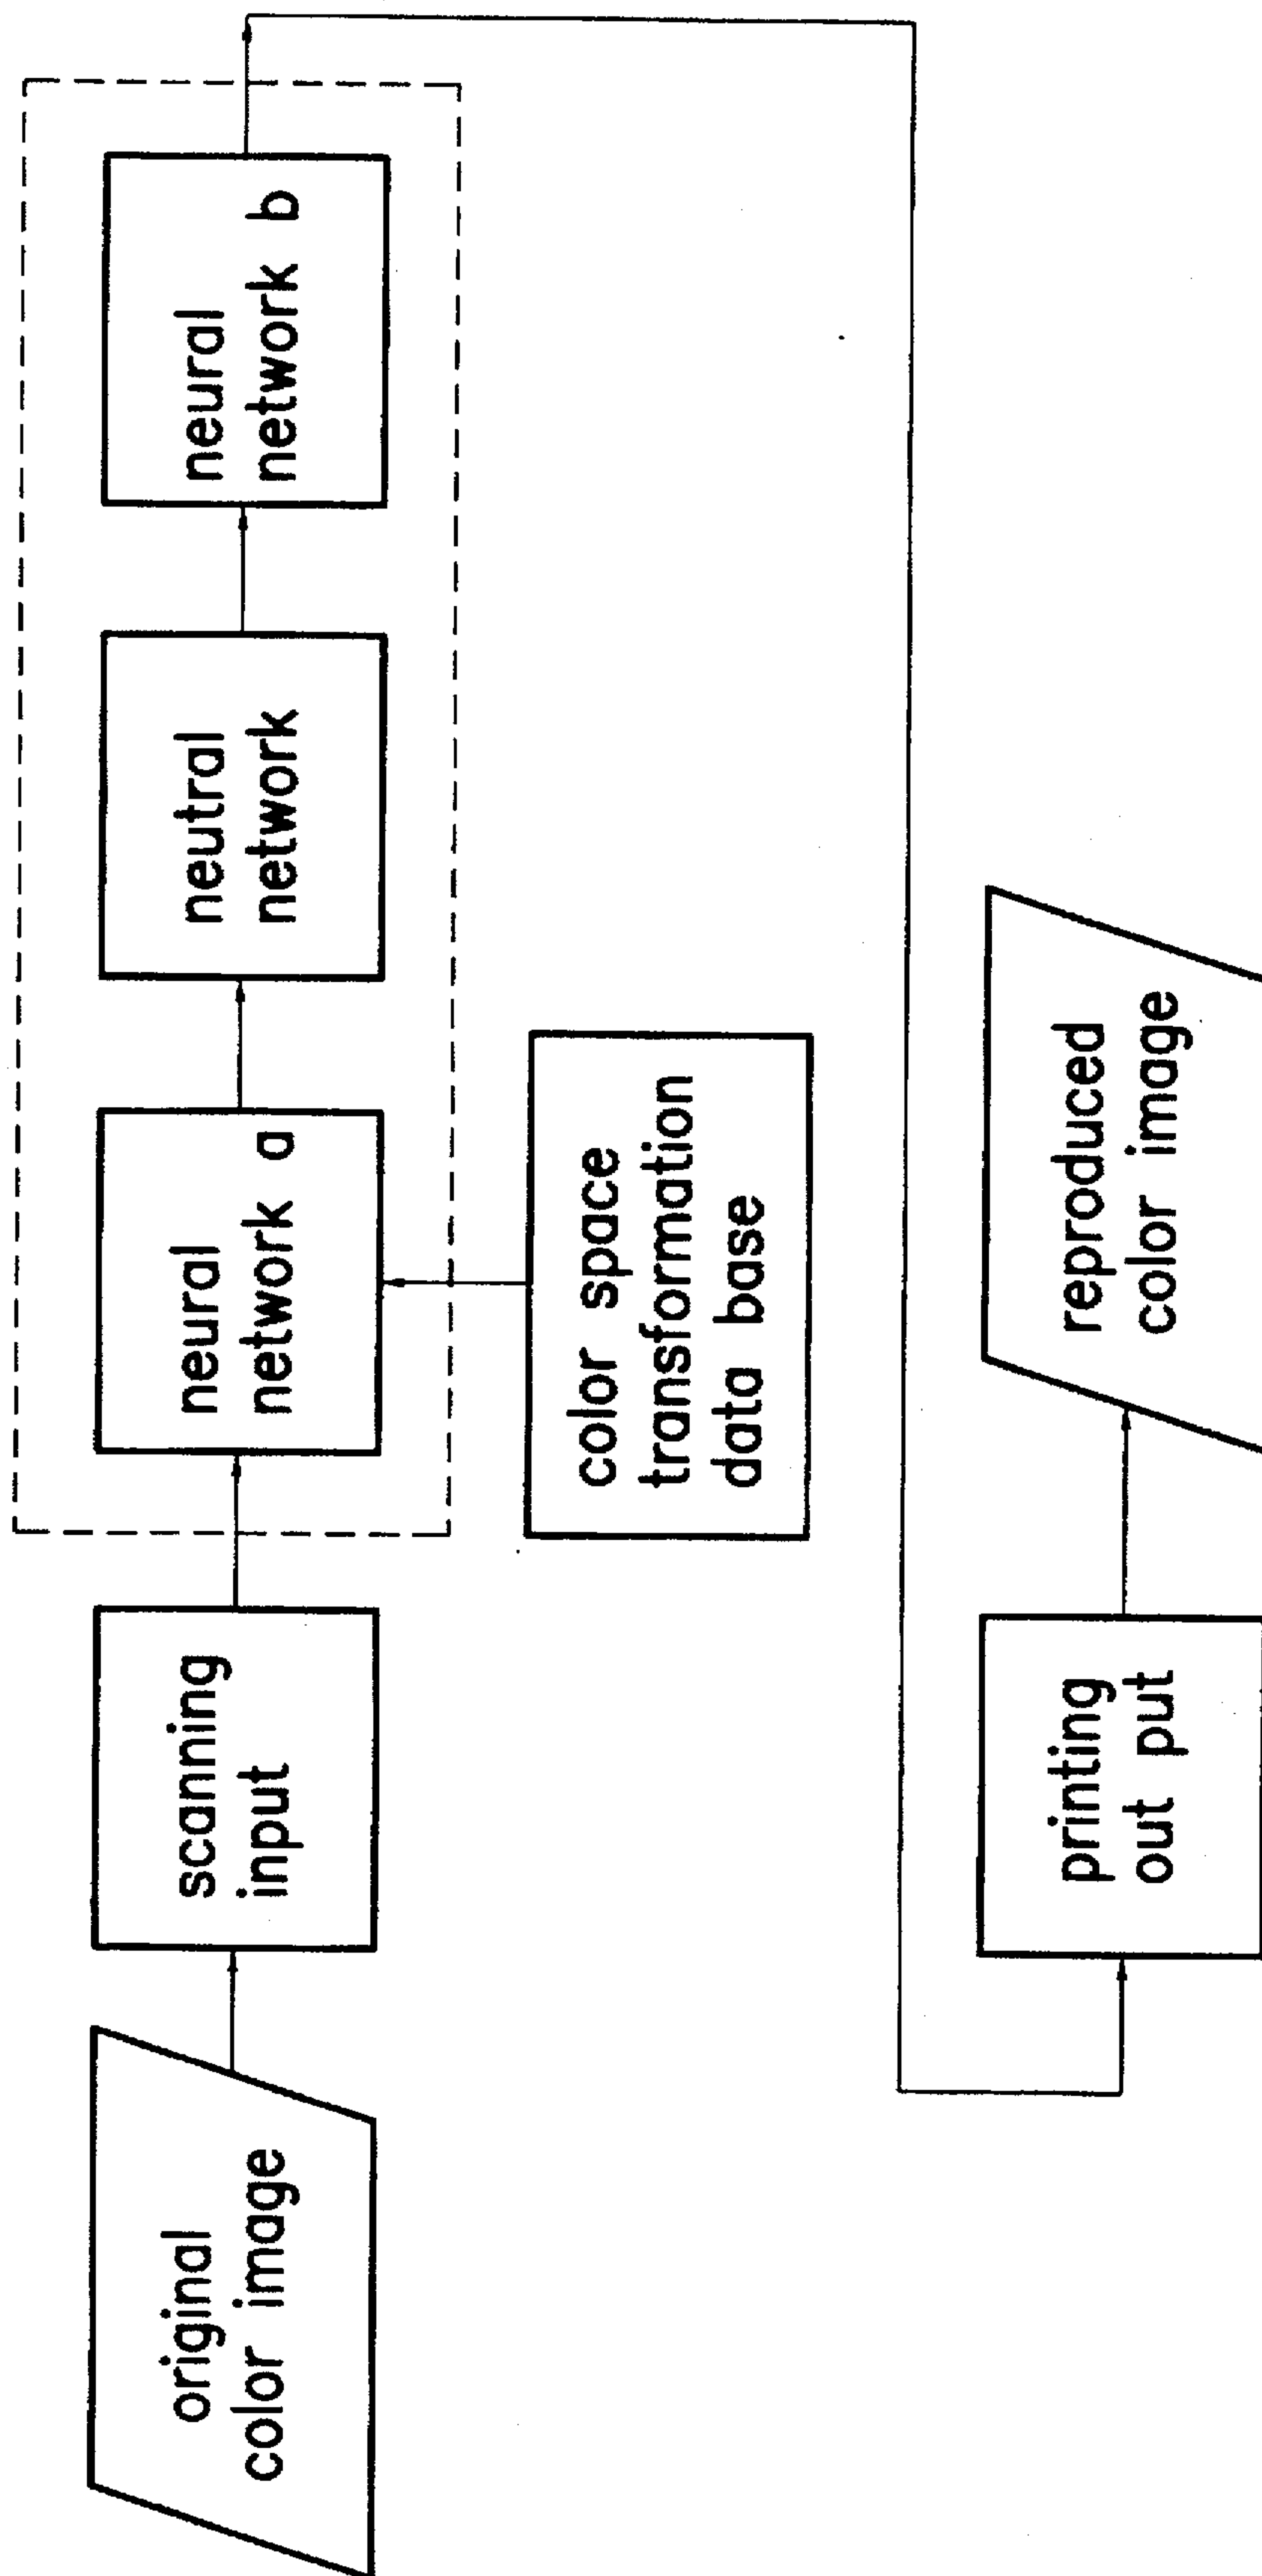 original
color image
scanning
input
neural
network a
neutral
network
neural
network b
color space
transformation
data base
printing
out put
reproduced
color image